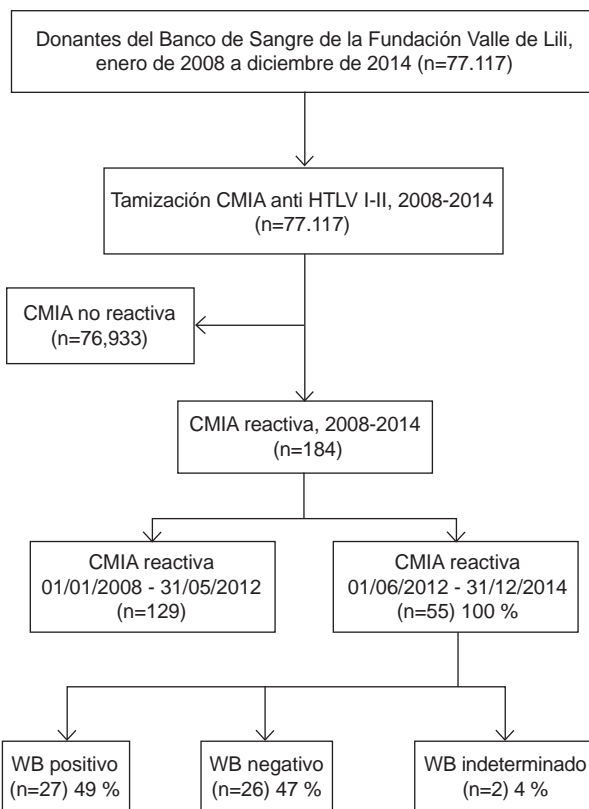 Donantes del Banco de Sangre de la Fundación Valle de Lili,
enero de 2008 a diciembre de 2014 (n=77.117)
Tamización CMIA anti HTLV I-II, 2008-2014
(n=77.117)
CMIA no reactiva
(n=76,933)
CMIA reactiva, 2008-2014
(n=184)
CMIA reactiva
01/01/2008 - 31/05/2012
(n=129)
CMIA reactiva
01/06/2012 - 31/12/2014
(n=55) 100 %
WB positivo
(n=27) 49 %
WB negativo
(n=26) 47 %
WB indeterminado
(n=2) 4 %